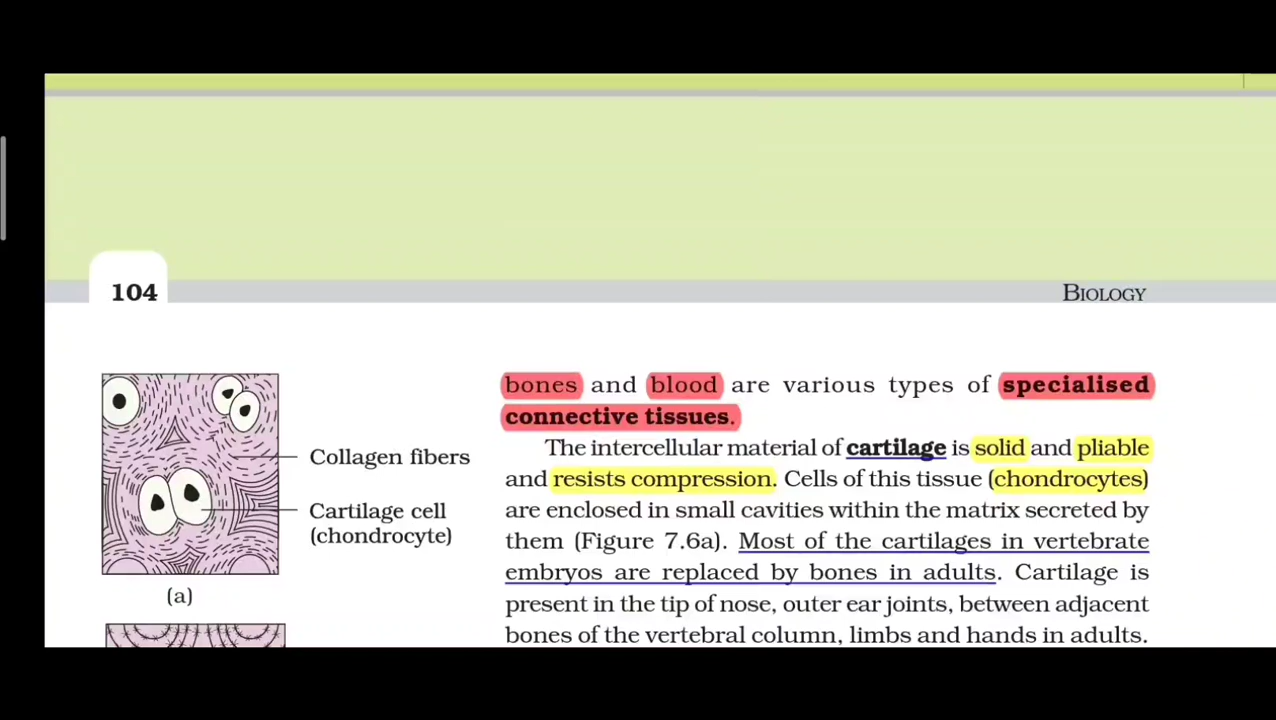 104
BIOLOGY
bones and blood are various types of specialised
connective tissues.
The intercellular material of cartilage is solid and pliable
and resists compression. Cells of this tissue (chondrocytes)
are enclosed in small cavities within the matrix secreted by
them (Figure 7.6a). Most of the cartilages in vertebrate
embryos are replaced by bones in adults. Cartilage is
present in the tip of nose, outer ear joints, between adjacent
bones of the vertebral column, limbs and hands in adults.
Collagen fibers
Cartilage cell
(chondrocyte)
(a)